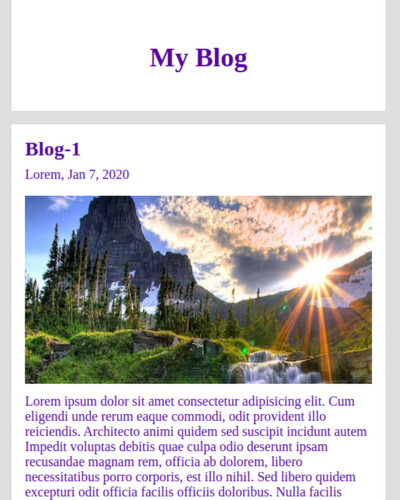 My Blog
Blog-1
Lorem, Jan 7, 2020
Lorem ipsum dolor sit amet consectetur adipisicing elit. Cum
eligendi unde rerum eaque commodi, odit provident illo
reiciendis. Architecto animi quidem sed suscipit incidunt autem
Impedit voluptas debitis quae culpa odio deserunt ipsam
recusandae magnam rem, officia ab dolorem, libero
necessitatibus porro corporis, est illo nihil. Sed libero quidem
excepturi odit officia facilis officiis doloribus. Nulla facilis